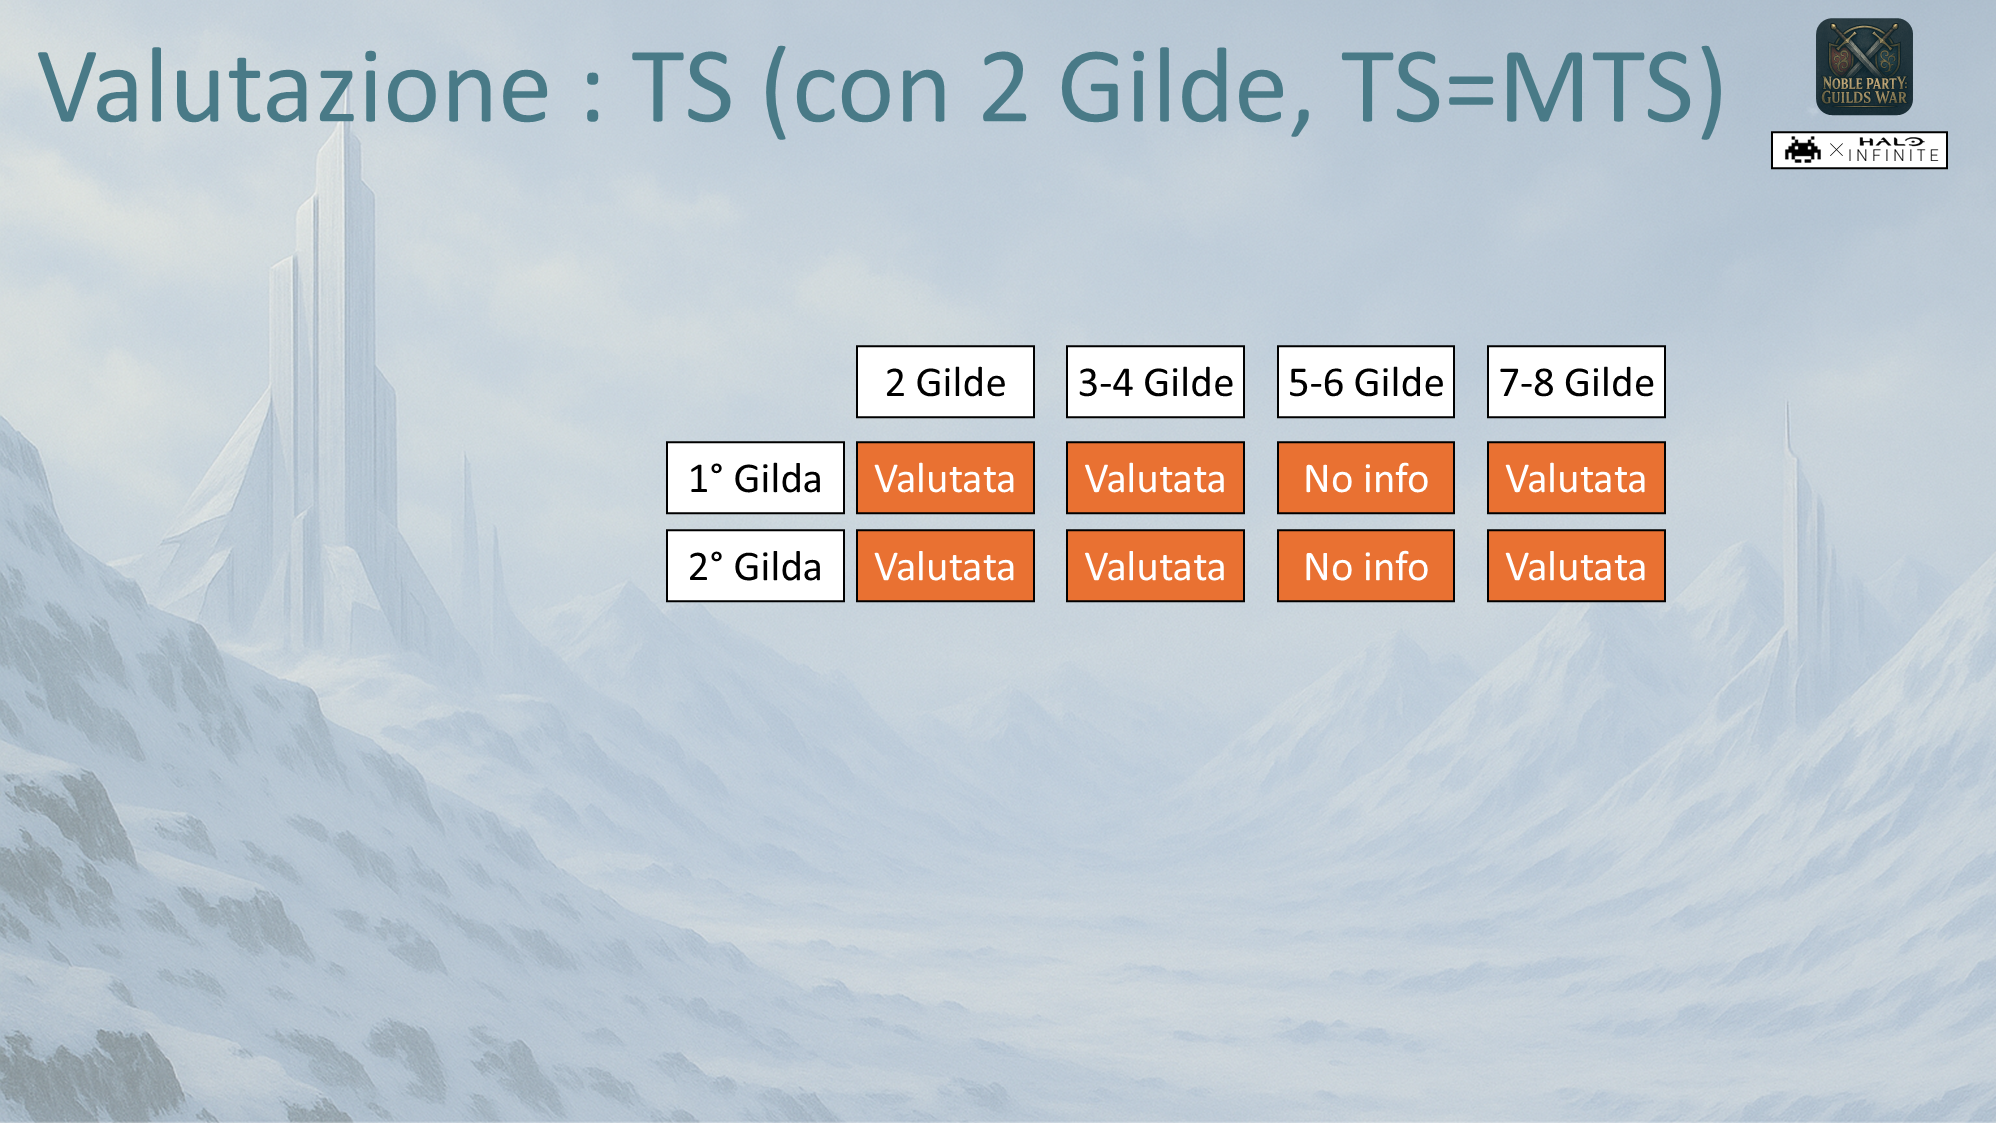 Valutazione : TS (con 2 Gilde, TS=MTS)
NOBLE PARTY:
GUILDS WAR
HALO
× INFINITE
2 Gilde 3-4 Gilde 5-6 Gilde 7-8 Gilde
1° Gilda Valutata Valutata No info Valutata
2° Gilda Valutata Valutata No info Valutata